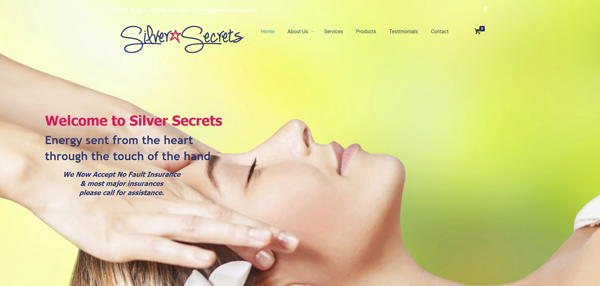 Silver Secrets
Home About Us Services Products Testimonials Contact
0
Welcome to Silver Secrets
Energy sent from the heart
through the touch of the hand
We Now Accept No Fault Insurance
& most major insurances
please call for assistance.